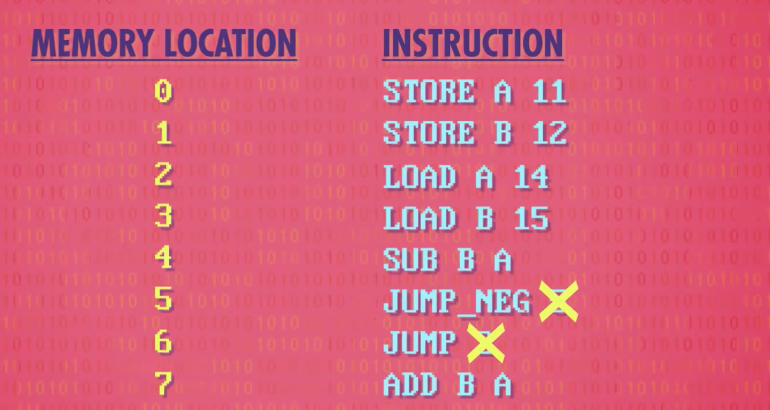 MEMORY LOCATION INSTRUCTION
0 STORE A 11
1 STORE B 12
2 LOAD A 14
3 LOAD B 15
4 SUB B A
5 JUMP_NEG
6 JUMP
7 ADD B A